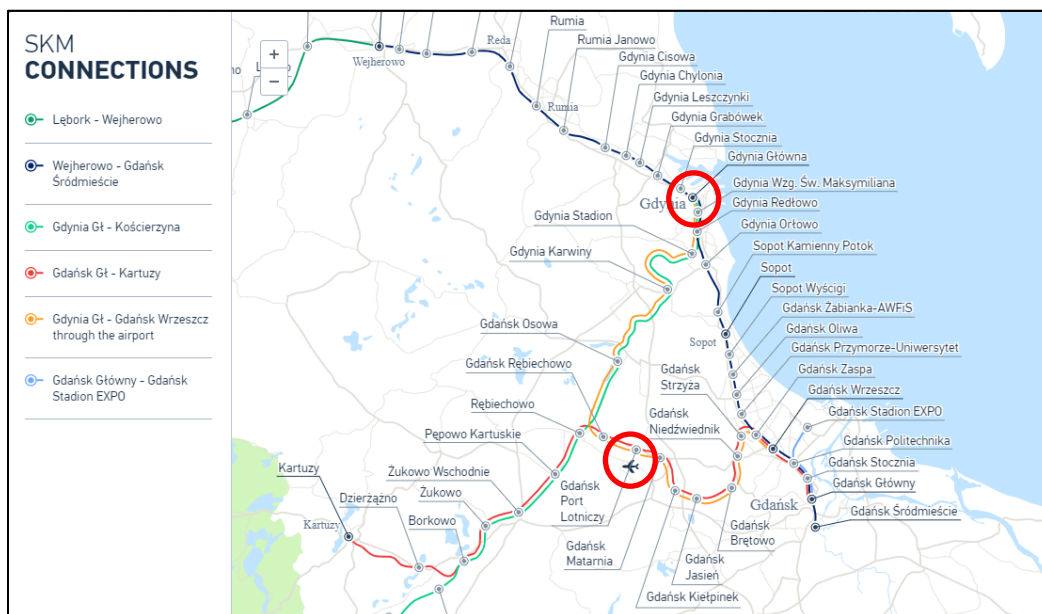 SKM
CONNECTIONS
Lębork - Wejherowo
Wejherowo - Gdańsk
Śródmieście
Gdynia Gł - Kościerzyna
Gdańsk Gł - Kartuzy
Gdynia Gł - Gdańsk Wrzeszcz
through the airport
Gdańsk Główny - Gdańsk
Stadion EXPO
+
−
Wejherowo
Reda
Rumia
Rumia Janowo
Gdynia Cisowa
Gdynia Chylonia
Rumia
Gdynia Leszczynki
Gdynia Grabówek
Gdynia Stocznia
Gdynia Główna
Gdynia Wzg. Św. Maksymiliana
Gdynia
Gdynia Redłowo
Gdynia Stadion
Gdynia Orłowo
Gdynia Karwiny
Sopot Kamienny Potok
Sopot
Sopot Wyścigi
Gdańsk Żabianka-AWFiS
Gdańsk Osowa
Gdańsk Oliwa
Sopot
Gdańsk Przymorze-Uniwersytet
Gdańsk Rębiechowo
Gdańsk
Strzyża
Gdańsk Zaspa
Gdańsk Wrzeszcz
Rębiechowo
Gdańsk
Niedźwiednik
Gdańsk Stadion EXPO
Pępowo Kartuskie
Gdańsk Politechnika
Kartuzy
Żukowo Wschodnie
Gdańsk Stocznia
Dzierżążno
Żukowo
Gdańsk
Port
Lotniczy
Gdańsk Główny
Gdańsk
Kartuzy
Borkowo
Gdańsk Śródmieście
Gdańsk
Matarnia
Gdańsk
Brętowo
Gdańsk
Jasień
Gdańsk Kiełpinek